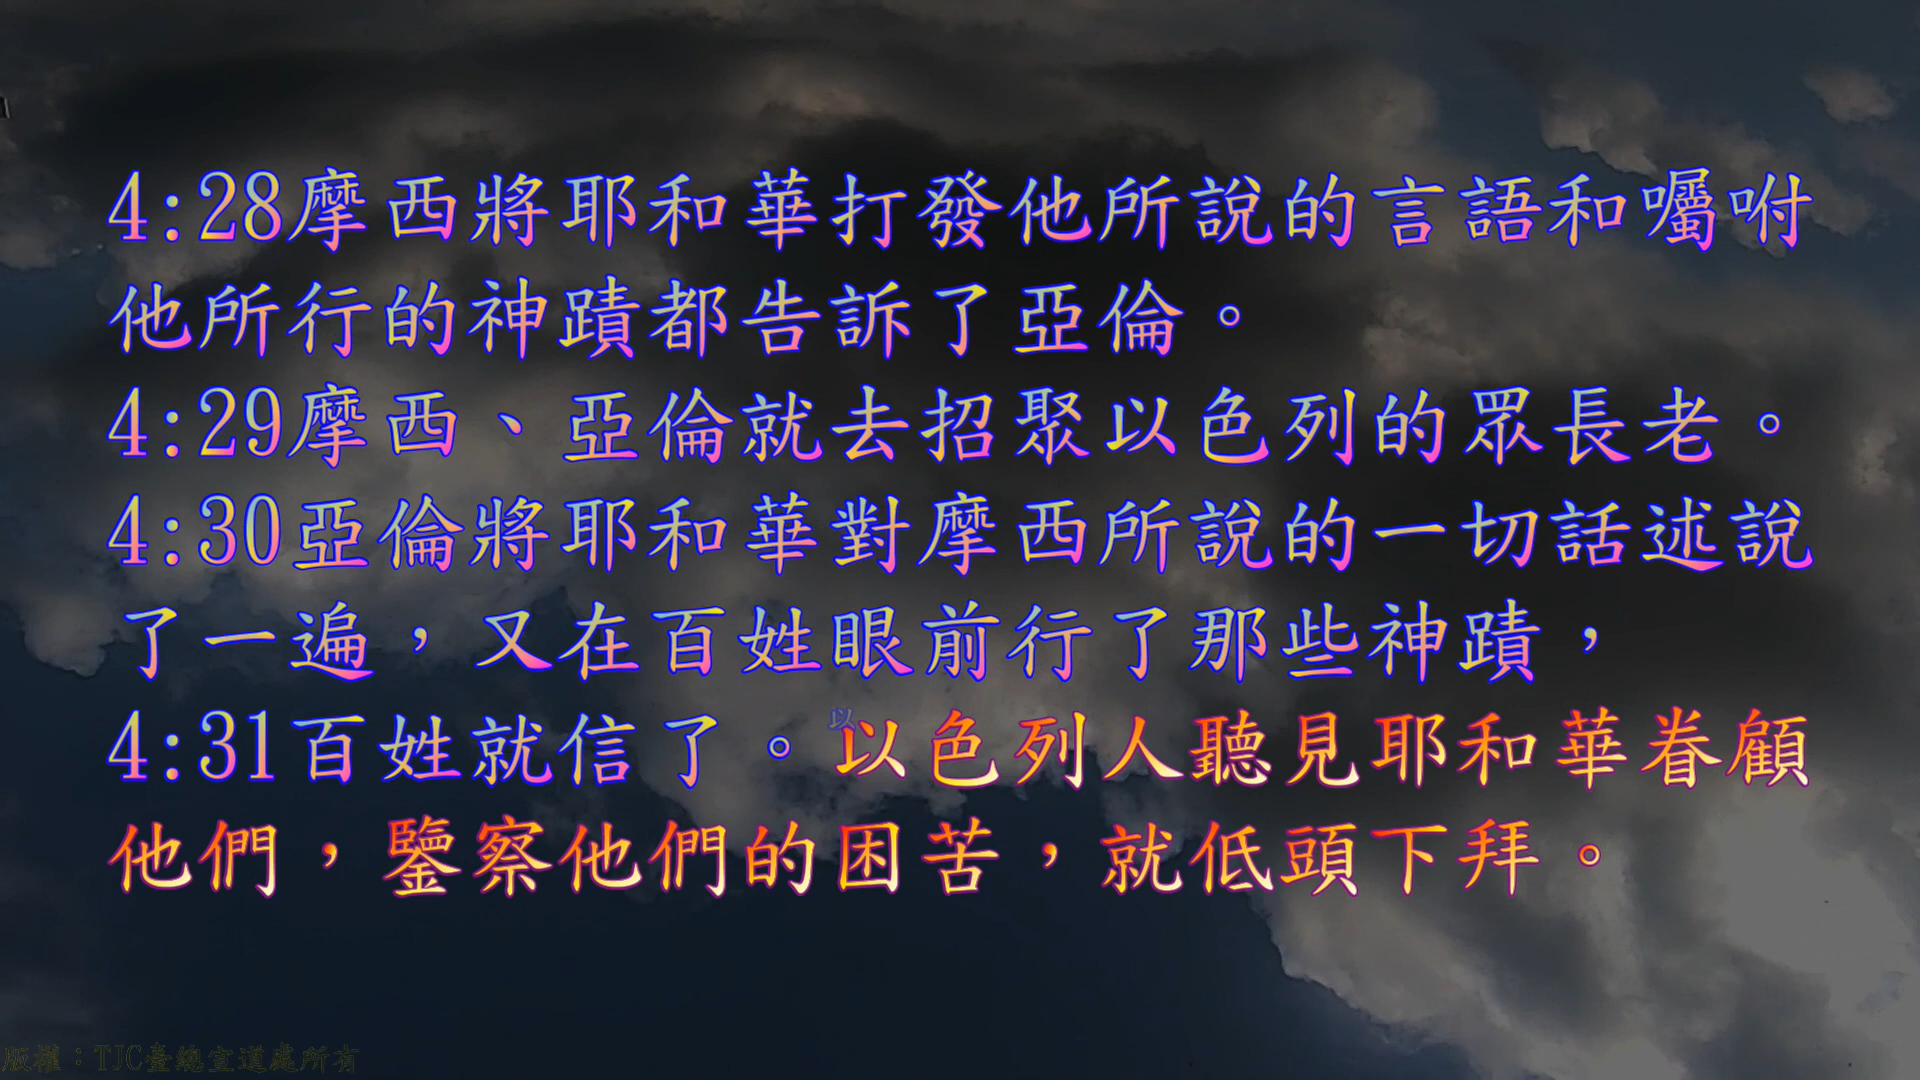 4:28摩西將耶和華打發他所說的言語和囑咐
他所行的神蹟都告訴了亞倫。
4:29摩西、亞倫就去招聚以色列的眾長老。
4:30亞倫將耶和華對摩西所說的一切話述說
了一遍，又在百姓眼前行了那些神蹟，
4:31百姓就信了。以色列人聽見耶和華眷顧
他們，鑒察他們的困苦，就低頭下拜。
版權：TJC臺總宣道處所有